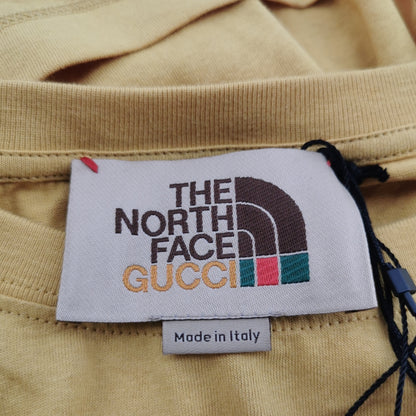 THE
NORTH
FACE
GUCCI
Made in Italy